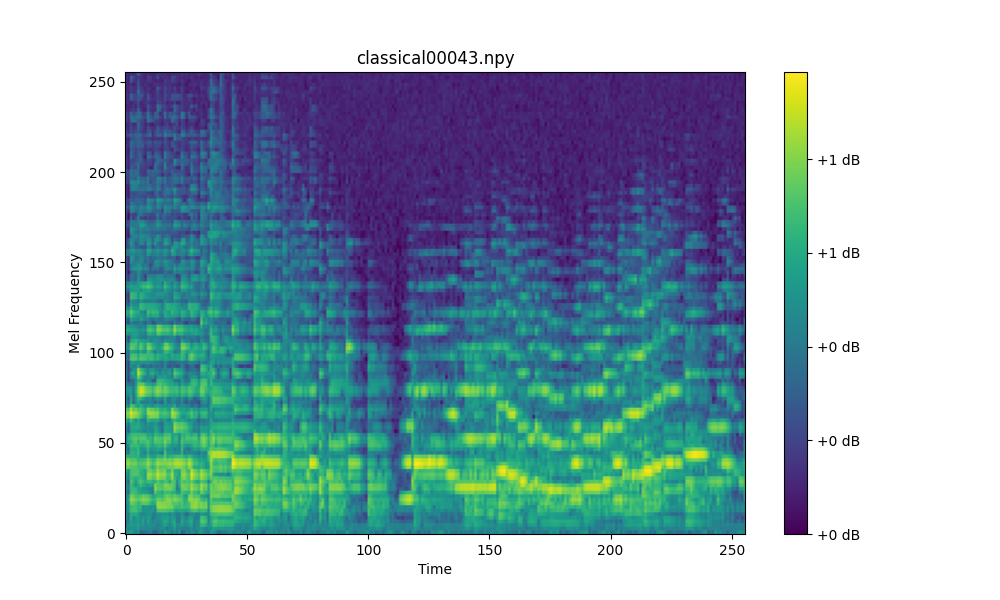 classical00043.npy
Mel Frequency
250
200
150
100
50
0
0 50 100 150 200 250
Time
+1 dB
+1 dB
+0 dB
+0 dB
+0 dB